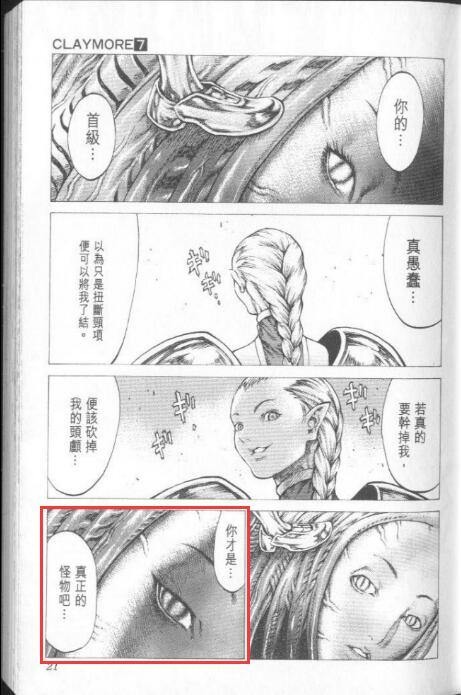 CLAYMORE 7
你的…
首級…
真愚蠢…
以為只是扭斷頸項
便可以將我了結。
ギギ
若真的
要幹掉我，
ギギ
ギギ
便該砍掉
我的頭顱…
你才是…
真正的
怪物吧…
21